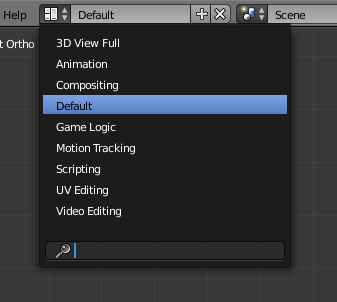 Help Default Scene
t Ortho
3D View Full
Animation
Compositing
Default
Game Logic
Motion Tracking
Scripting
UV Editing
Video Editing